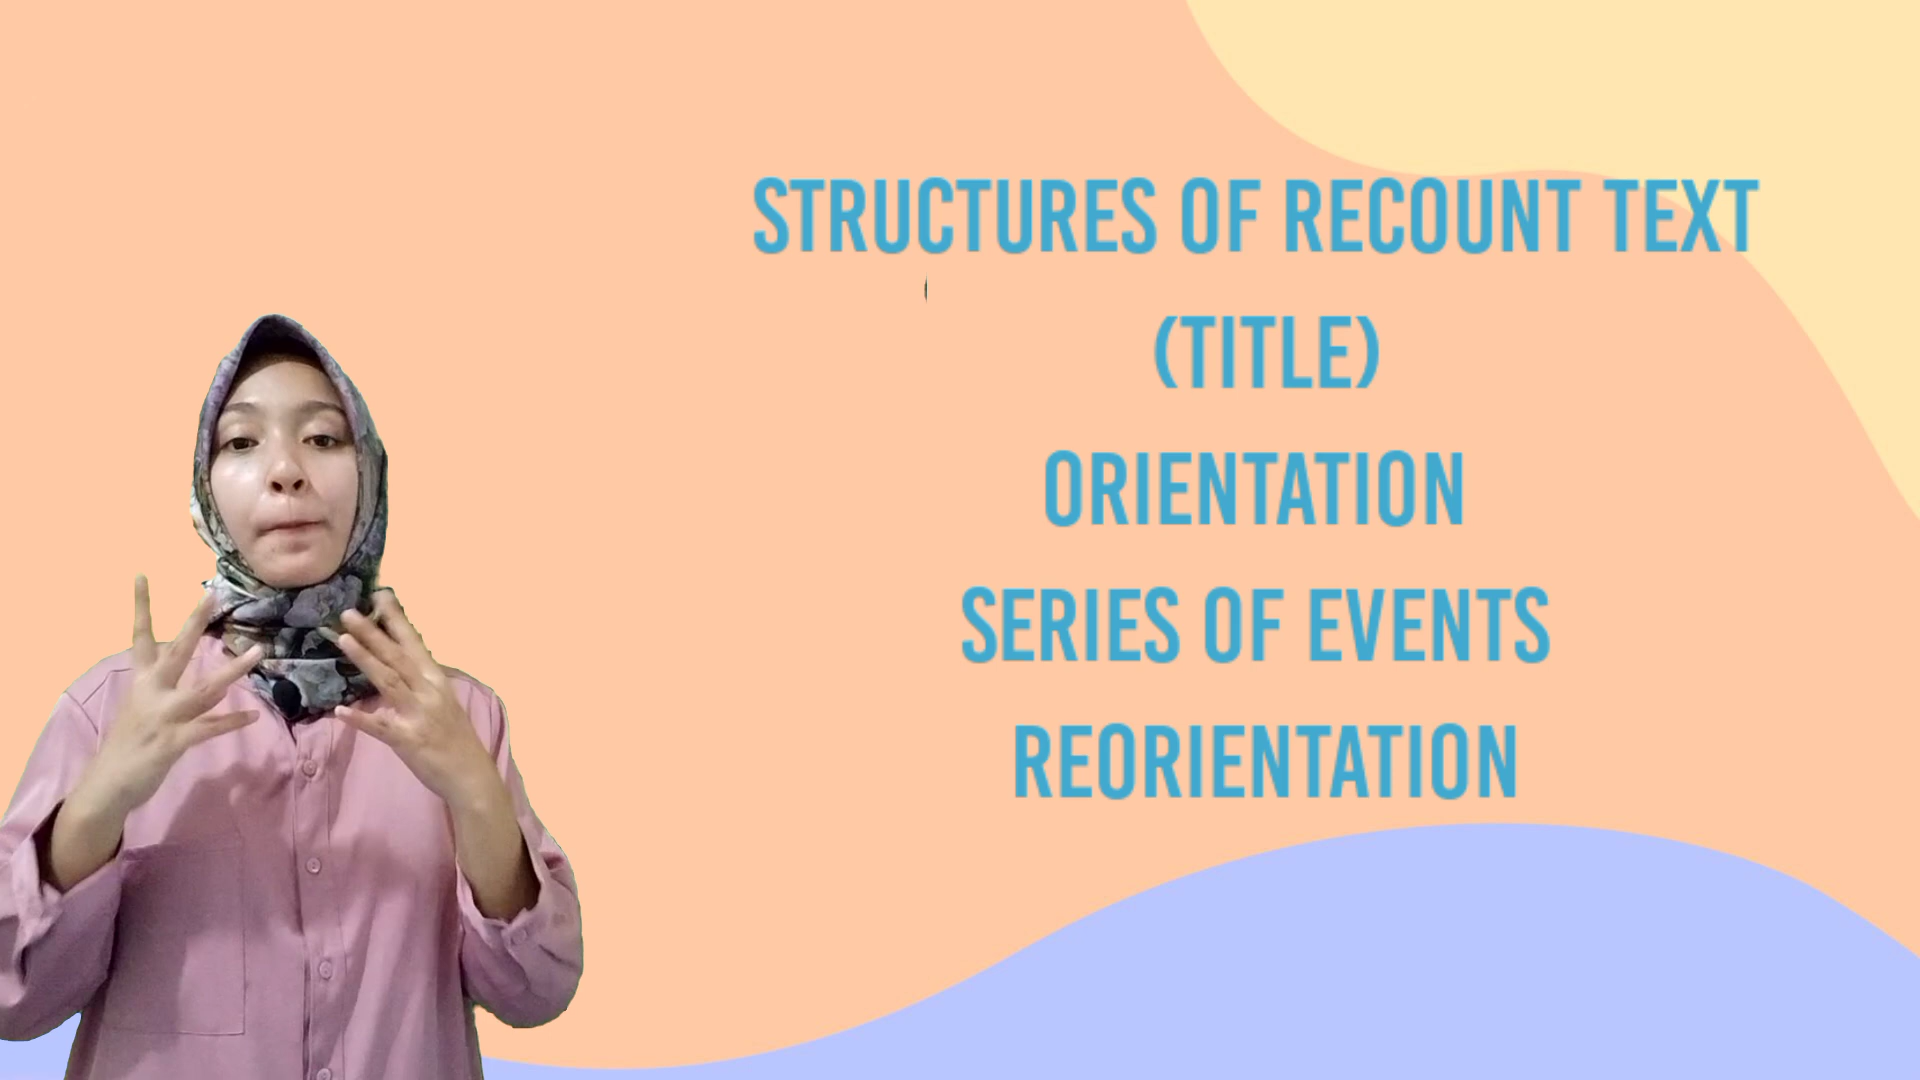 STRUCTURES OF RECOUNT TEXT
(TITLE)
ORIENTATION
SERIES OF EVENTS
REORIENTATION